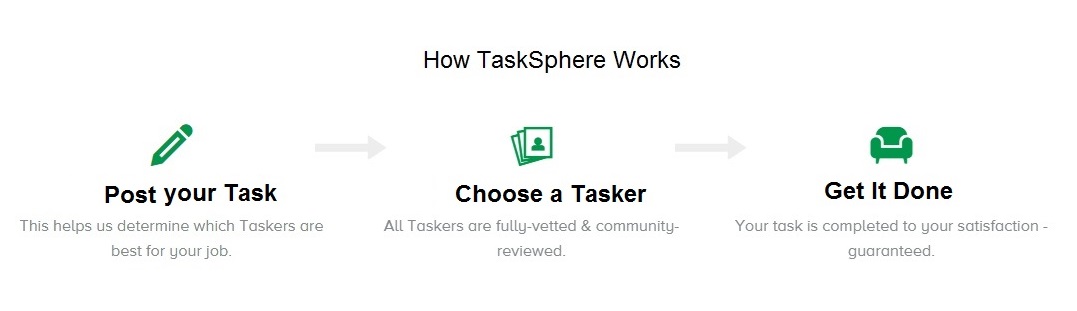 How TaskSphere Works
Post your Task
This helps us determine which Taskers are
best for your job.
Choose a Tasker
All Taskers are fully-vetted & community-
reviewed.
Get It Done
Your task is completed to your satisfaction -
guaranteed.